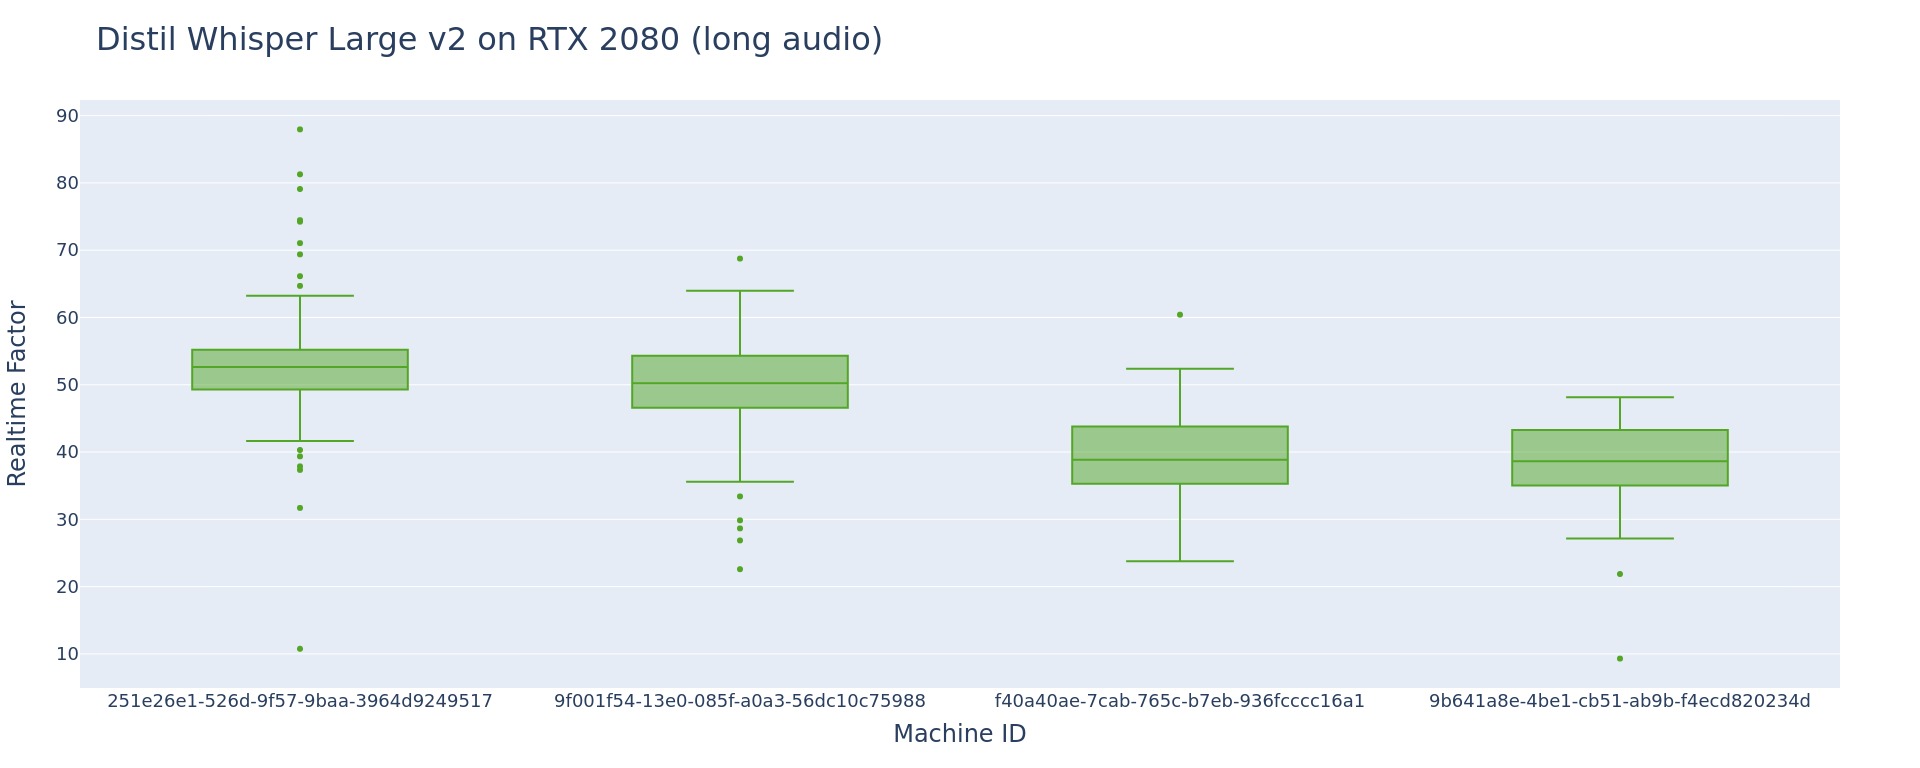 Distil Whisper Large v2 on RTX 2080 (long audio)
Realtime Factor
90
80
70
60
50
40
30
20
10
251e26e1-526d-9f57-9baa-3964d9249517
9f001f54-13e0-085f-a0a3-56dc10c75988
f40a40ae-7cab-765c-b7eb-936fcccc16a1
9b641a8e-4be1-cb51-ab9b-f4ecd820234d
Machine ID